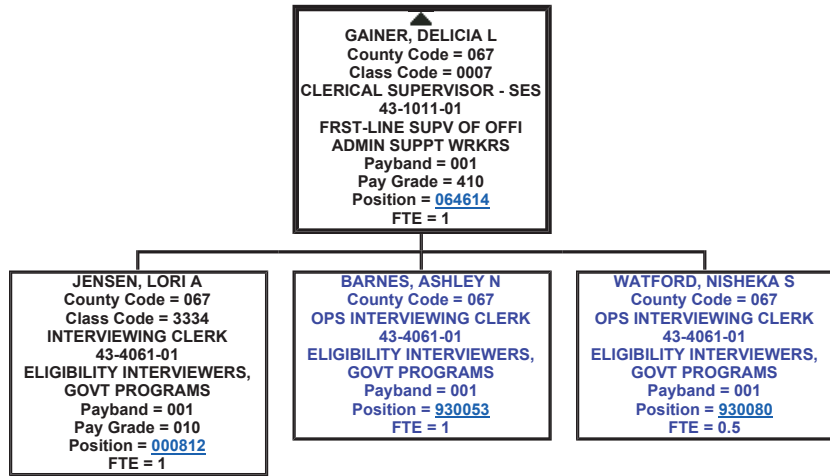 GAINER, DELICIA L
County Code = 067
Class Code = 0007
CLERICAL SUPERVISOR - SES
43-1011-01
FRST-LINE SUPV OF OFFI
ADMIN SUPPT WRKRS
Payband = 001
Pay Grade = 410
Position = 064614
FTE = 1
JENSEN, LORI A
County Code = 067
Class Code = 3334
INTERVIEWING CLERK
43-4061-01
ELIGIBILITY INTERVIEWERS,
GOVT PROGRAMS
Payband = 001
Pay Grade = 010
Position = 000812
FTE = 1
BARNES, ASHLEY N
County Code = 067
OPS INTERVIEWING CLERK
43-4061-01
ELIGIBILITY INTERVIEWERS,
GOVT PROGRAMS
Payband = 001
Position = 930053
FTE = 1
WATFORD, NISHEKA S
County Code = 067
OPS INTERVIEWING CLERK
43-4061-01
ELIGIBILITY INTERVIEWERS,
GOVT PROGRAMS
Payband = 001
Position = 930080
FTE = 0.5